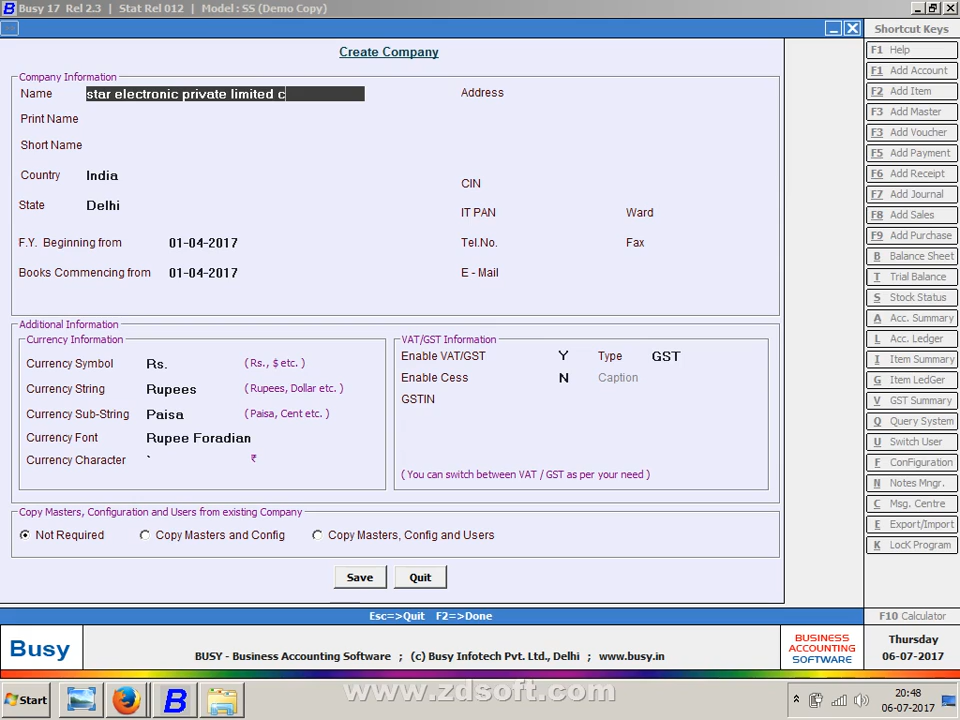 Busy 17 Rel 2.3 | Stat Rel 012 | Model : SS (Demo Copy)
Create Company
Shortcut Keys
Company Information
Name star electronic private limited c
Address
Print Name
Short Name
Country India
CIN
State Delhi
IT PAN Ward
F.Y. Beginning from 01-04-2017
Tel.No. Fax
Books Commencing from 01-04-2017
E - Mail
Additional Information
Currency Information
Currency Symbol Rs. ( Rs., $ etc. )
Currency String Rupees ( Rupees, Dollar etc. )
Currency Sub-String Paisa ( Paisa, Cent etc. )
Currency Font Rupee Foradian
Currency Character ` ₹
VAT/GST Information
Enable VAT/GST Y Type GST
Enable Cess N Caption
GSTIN
( You can switch between VAT / GST as per your need )
Copy Masters, Configuration and Users from existing Company
Not Required Copy Masters and Config Copy Masters, Config and Users
Save Quit
F1 Help
F1 Add Account
F2 Add Item
F3 Add Master
F3 Add Voucher
F5 Add Payment
F6 Add Receipt
F7 Add Journal
F8 Add Sales
F9 Add Purchase
B Balance Sheet
T Trial Balance
S Stock Status
A Acc. Summary
L Acc. Ledger
I Item Summary
G Item LedGer
V GST Summary
Q Query System
U Switch User
F ConFiguration
N Notes Mngr.
C Msg. Centre
E Export/Import
K LocK Program
Esc=>Quit F2=>Done
F10 Calculator
Busy
BUSY - Business Accounting Software ; (c) Busy Infotech Pvt. Ltd., Delhi ; www.busy.in
BUSINESS
ACCOUNTING
SOFTWARE
Thursday
06-07-2017
Start
www.zdsoft.com
20:48
06-07-2017